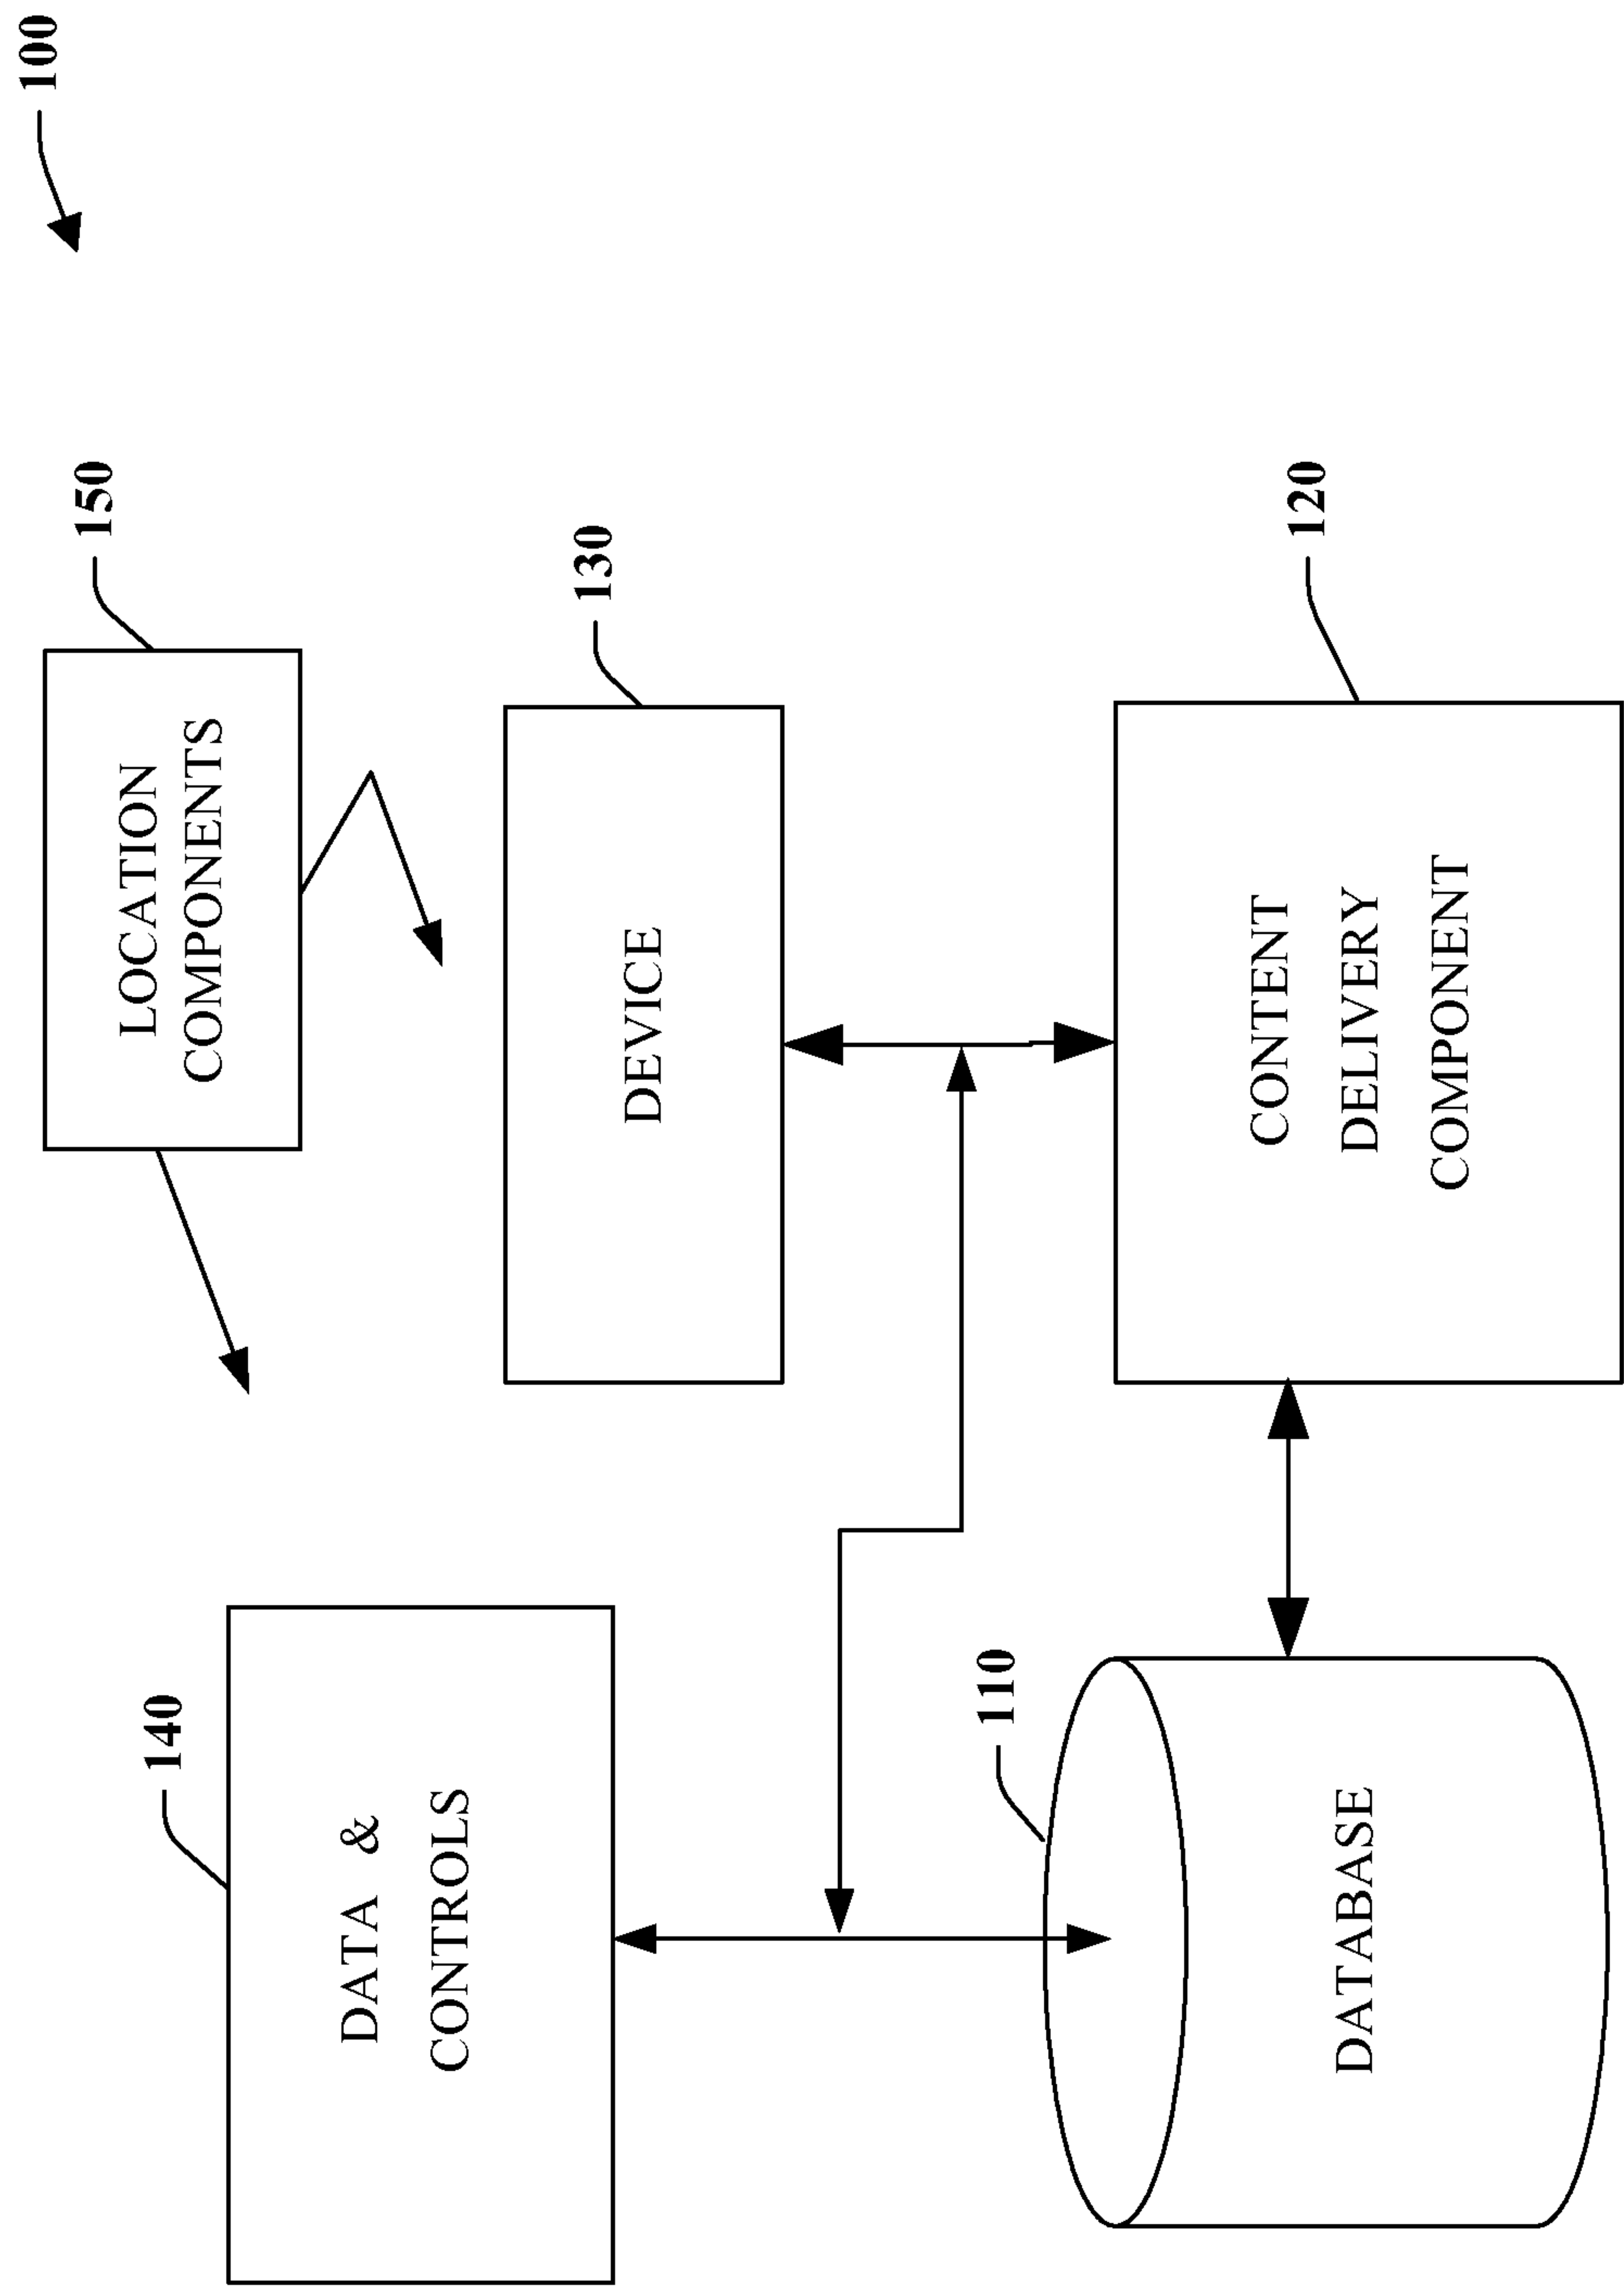 100
150
LOCATION
COMPONENTS
140
DATA &
CONTROLS
130
DEVICE
110
DATABASE
120
CONTENT
DELIVERY
COMPONENT